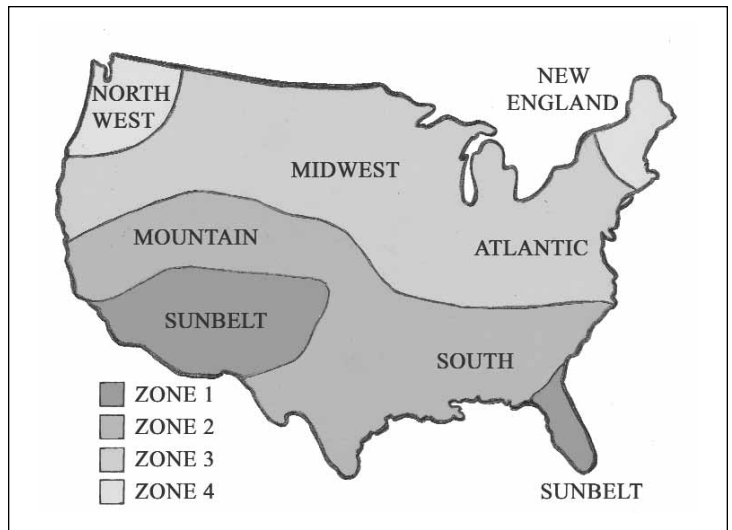 NORTH
WEST
NEW
ENGLAND
MIDWEST
MOUNTAIN
ATLANTIC
SUNBELT
SOUTH
ZONE 1
ZONE 2
ZONE 3
ZONE 4
SUNBELT